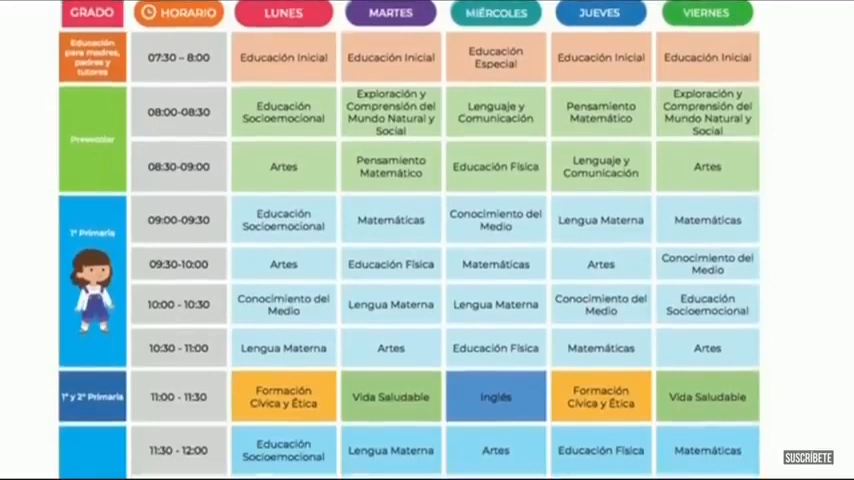 GRADO HORARIO LUNES MARTES MIÉRCOLES JUEVES VIERNES
Educación para madres, padres y tutores
07:30 – 8:00 Educación Inicial Educación Inicial Educación Especial Educación Inicial Educación Inicial
Preescolar
08:00-08:30 Educación Socioemocional Exploración y Comprensión del Mundo Natural y Social Lenguaje y Comunicación Pensamiento Matemático Exploración y Comprensión del Mundo Natural y Social
08:30-09:00 Artes Pensamiento Matemático Educación Física Lenguaje y Comunicación Artes
1º Primaria
09:00-09:30 Educación Socioemocional Matemáticas Conocimiento del Medio Lengua Materna Matemáticas
09:30-10:00 Artes Educación Física Matemáticas Artes Conocimiento del Medio
10:00 - 10:30 Conocimiento del Medio Lengua Materna Lengua Materna Conocimiento del Medio Educación Socioemocional
10:30 - 11:00 Lengua Materna Artes Educación Física Matemáticas Artes
1º y 2º Primaria 11:00 - 11:30 Formación Cívica y Ética Vida Saludable Inglés Formación Cívica y Ética Vida Saludable
11:30 - 12:00 Educación Socioemocional Lengua Materna Artes Educación Física Matemáticas
SUSCRÍBETE